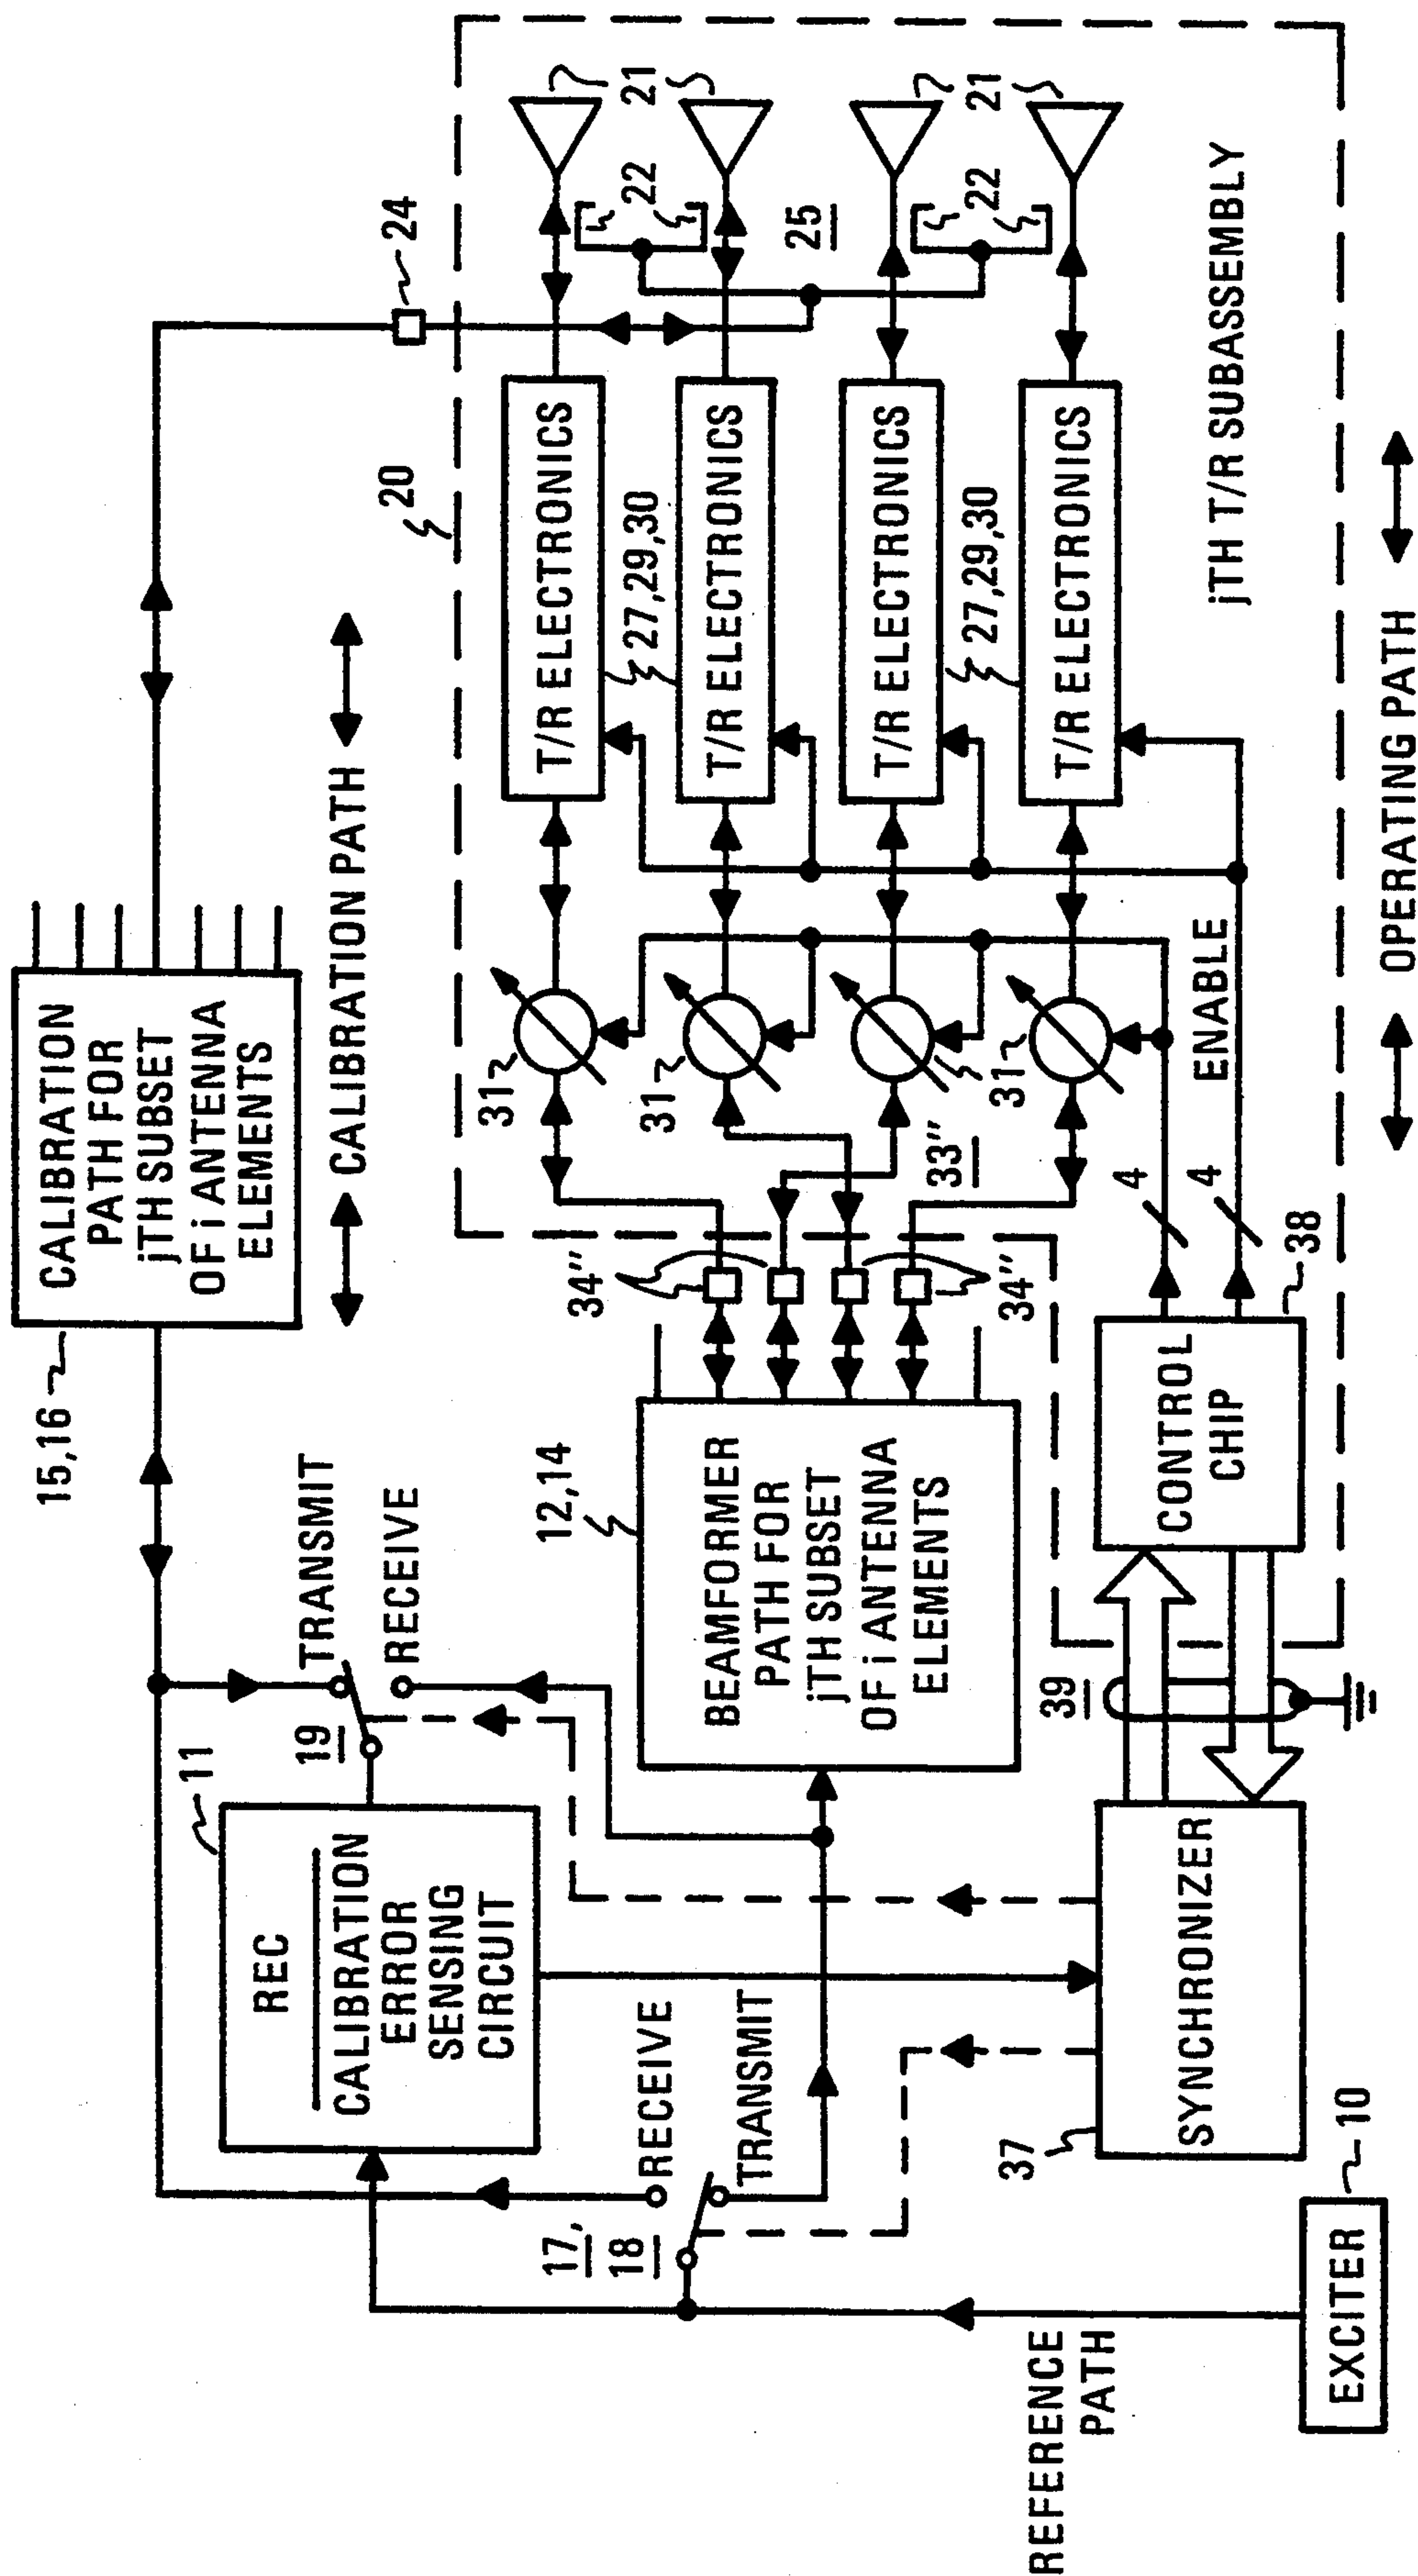 CALIBRATION
PATH FOR
jTH SUBSET
OF i ANTENNA
ELEMENTS
15,16
CALIBRATION PATH
24
20
TRANSMIT
RECEIVE
19
11
REC
CALIBRATION
ERROR
SENSING
CIRCUIT
RECEIVE
TRANSMIT
17,
18
12,14
BEAMFORMER
PATH FOR
jTH SUBSET
OF i ANTENNA
ELEMENTS
34"
34"
33"
31
31
31
T/R ELECTRONICS
T/R ELECTRONICS
T/R ELECTRONICS
T/R ELECTRONICS
27,29,30
27,29,30
21
21
22
22
25
jTH T/R SUBASSEMBLY
ENABLE
4
4
38
CONTROL
CHIP
39
SYNCHRONIZER
37
EXCITER
10
REFERENCE
PATH
OPERATING PATH